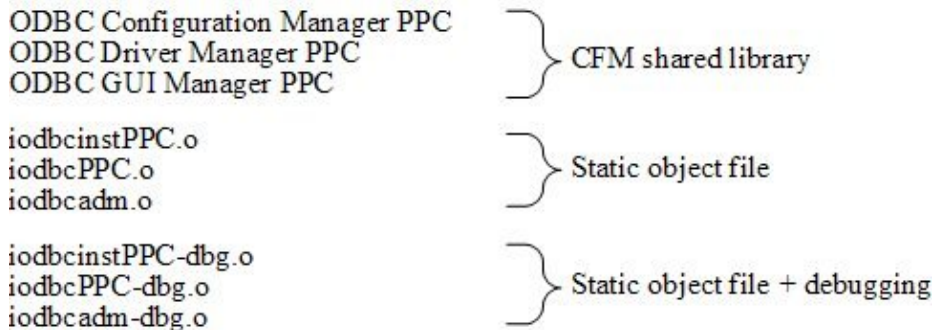 ODBC Configuration Manager PPC
ODBC Driver Manager PPC
ODBC GUI Manager PPC
CFM shared library
iodbcinstPPC.o
iodbcPPC.o
iodbcadm.o
Static object file
iodbcinstPPC-dbg.o
iodbcPPC-dbg.o
iodbcadm-dbg.o
Static object file + debugging